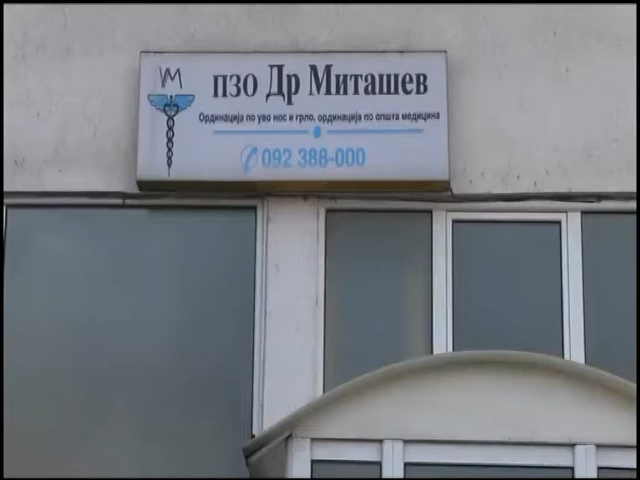 ПЗО Др Миташев
Ординација по уво нос и грло, ординација по општа медицина
092 388-000